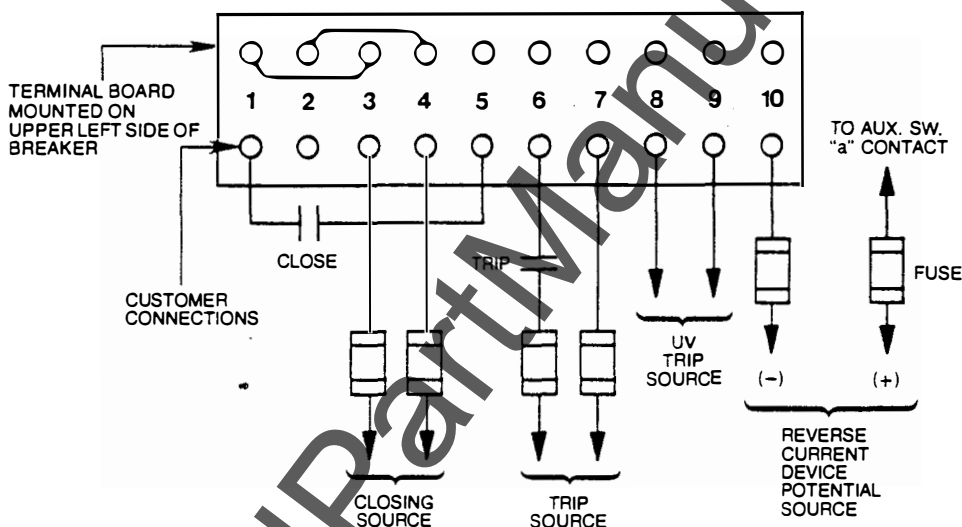 TERMINAL BOARD
MOUNTED ON
UPPER LEFT SIDE OF
BREAKER
1 2 3 4 5 6 7 8 9 10
TO AUX. SW.
"a" CONTACT
CLOSE
TRIP
FUSE
CUSTOMER
CONNECTIONS
UV
TRIP
SOURCE
(-)
(+)
CLOSING
SOURCE
TRIP
SOURCE
REVERSE
CURRENT
DEVICE
POTENTIAL
SOURCE